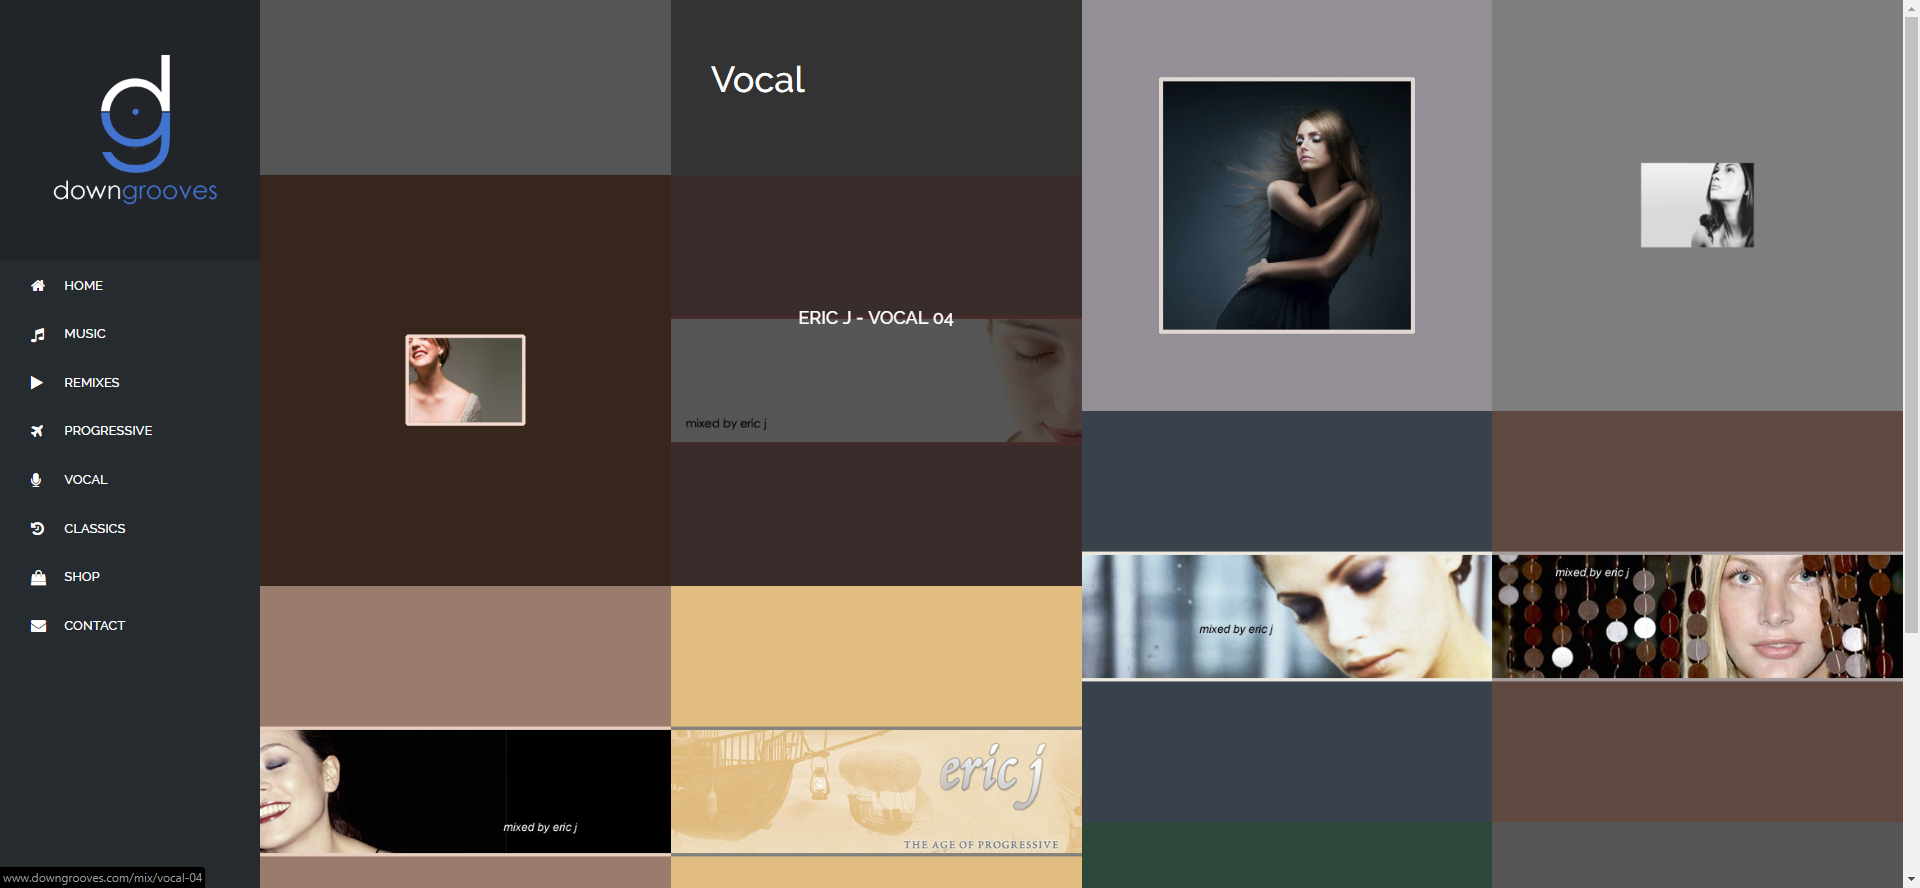 downgrooves
HOME
MUSIC
REMIXES
PROGRESSIVE
VOCAL
CLASSICS
SHOP
CONTACT
Vocal
ERIC J - VOCAL 04
mixed by eric j
mixed by eric j
mixed by eric j
mixed by eric j
eric j
THE AGE OF PROGRESSIVE
www.downgrooves.com/mix/vocal-04